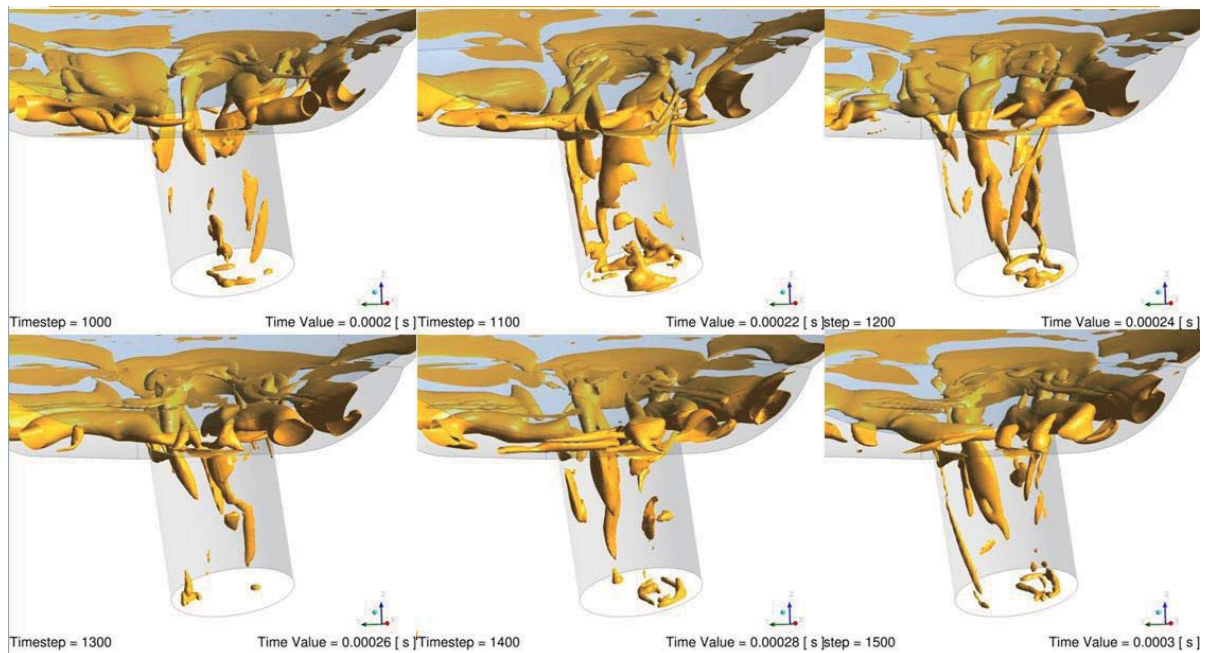 Timestep = 1000 Time Value = 0.0002 [ s ]
Timestep = 1100 Time Value = 0.00022 [ s ]
step = 1200 Time Value = 0.00024 [ s ]
Timestep = 1300 Time Value = 0.00026 [ s ]
Timestep = 1400 Time Value = 0.00028 [ s ]
step = 1500 Time Value = 0.0003 [ s ]